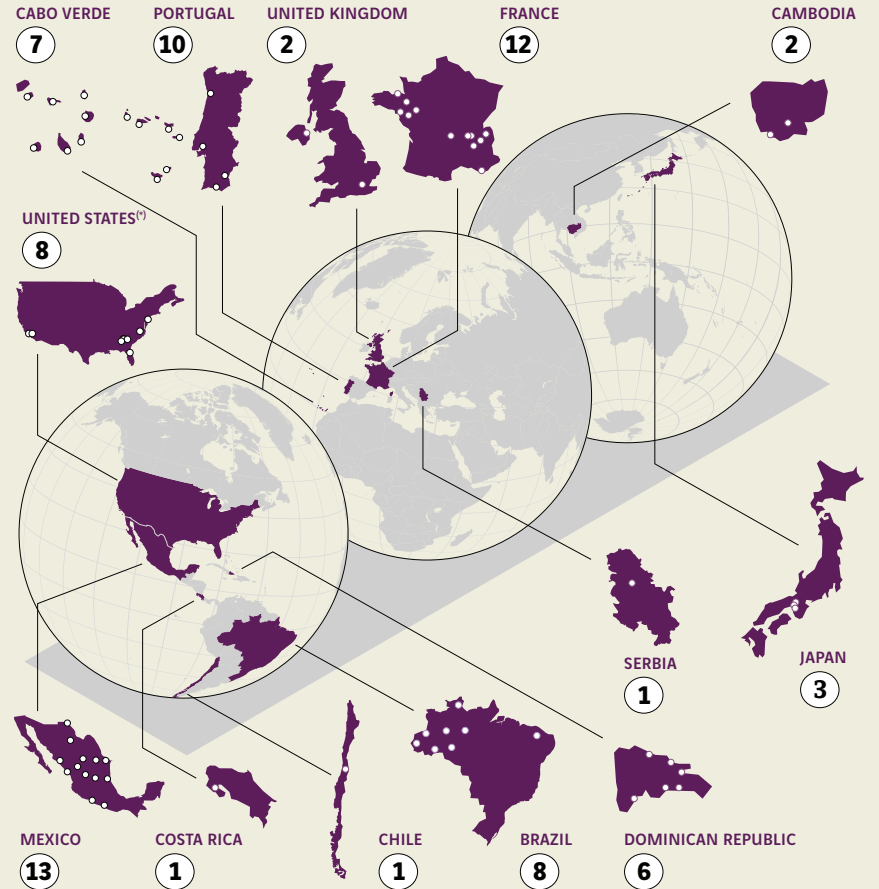 CABO VERDE
7
PORTUGAL
10
UNITED KINGDOM
2
FRANCE
12
CAMBODIA
2
UNITED STATES(*)
8
SERBIA
1
JAPAN
3
MEXICO
13
COSTA RICA
1
CHILE
1
BRAZIL
8
DOMINICAN REPUBLIC
6